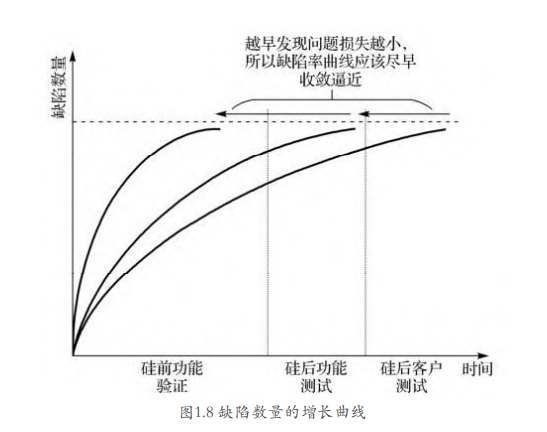 越早发现问题损失越小,
所以缺陷率曲线应该尽早
收敛逼近
缺陷数量
硅前功能
验证
硅后功能
测试
硅后客户
测试
时间
图1.8 缺陷数量的增长曲线